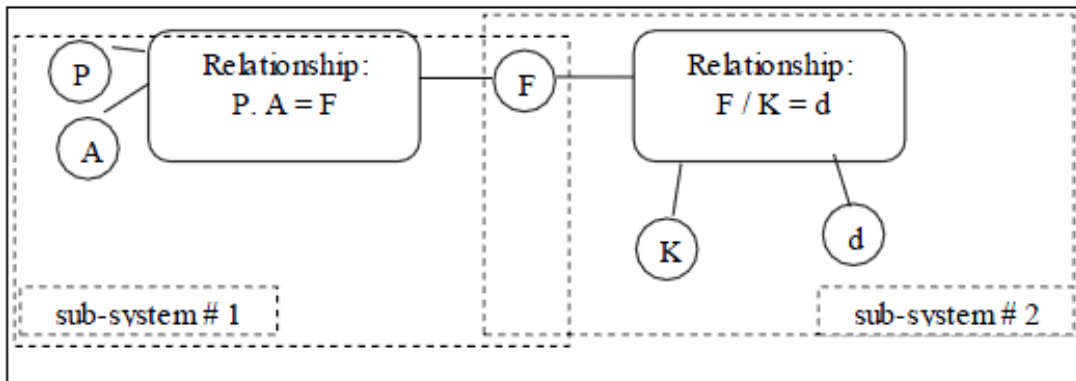 P
A
Relationship:
P. A = F
F
Relationship:
F / K = d
K
d
sub-system # 1
sub-system # 2